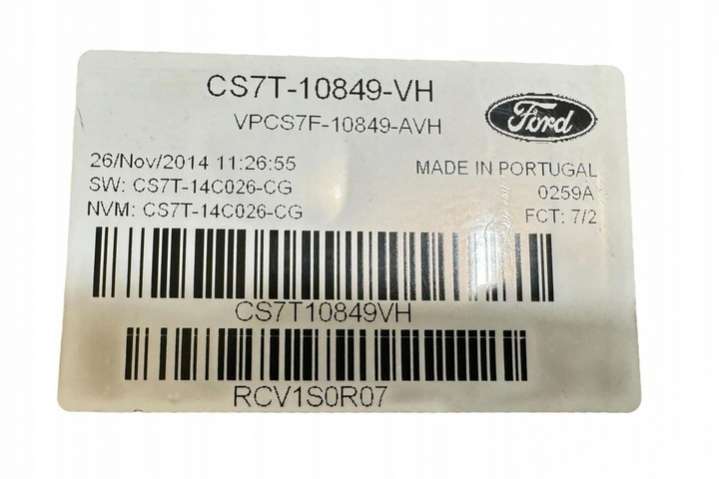 CS7T-10849-VH
VPCS7F-10849-AVH
Ford
26/Nov/2014 11:26:55
MADE IN PORTUGAL
SW: CS7T-14C026-CG
0259A
NVM: CS7T-14C026-CG
FCT: 7/2
CS7T10849VH
RCV1S0R07